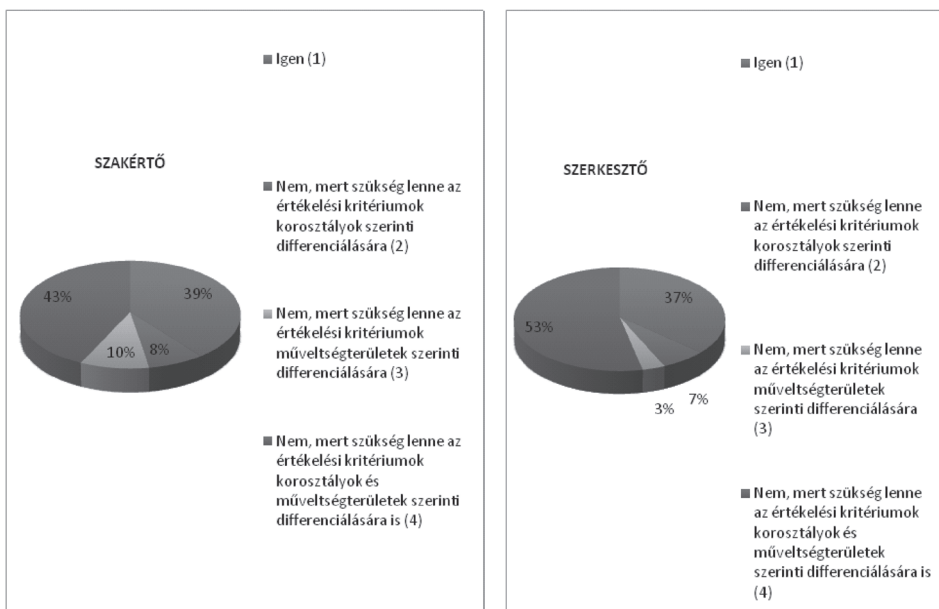 Igen (1)
SZAKÉRTŐ
Nem, mert szükség lenne az
értékelési kritériumok
korosztályok szerinti
differenciálására (2)
43%
39%
10%
8%
Nem, mert szükség lenne az
értékelési kritériumok
műveltségterületek szerinti
differenciálására (3)
Nem, mert szükség lenne az
értékelési kritériumok
korosztályok és
műveltségterületek szerinti
differenciálására is (4)
Igen (1)
SZERKESZTŐ
Nem, mert szükség lenne
az értékelési kritériumok
korosztályok szerinti
differenciálására (2)
37%
53%
3%
7%
Nem, mert szükség lenne
az értékelési kritériumok
műveltségterületek
szerinti differenciálására
(3)
Nem, mert szükség lenne
az értékelési kritériumok
korosztályok és
műveltségterületek
szerinti differenciálására is
(4)